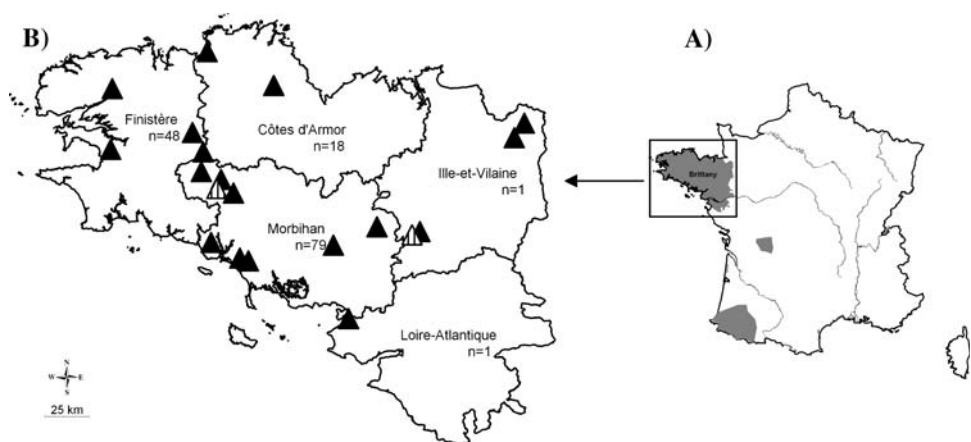 B)
Finistère
n=48
Côtes d'Armor
n=18
Ille-et-Vilaine
n=1
Morbihan
n=79
Loire-Atlantique
n=1
N
W E
S
25 km
A)
Brittany